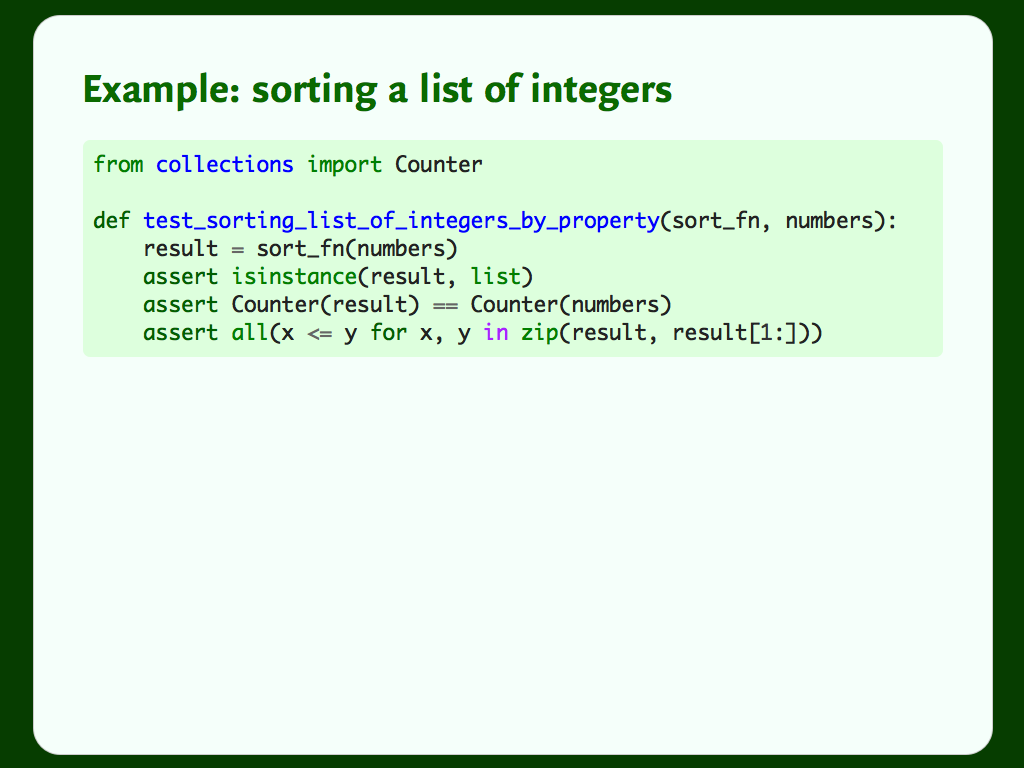 Example: sorting a list of integers
from collections import Counter
def test_sorting_list_of_integers_by_property(sort_fn, numbers):
    result = sort_fn(numbers)
    assert isinstance(result, list)
    assert Counter(result) == Counter(numbers)
    assert all(x <= y for x, y in zip(result, result[1:]))